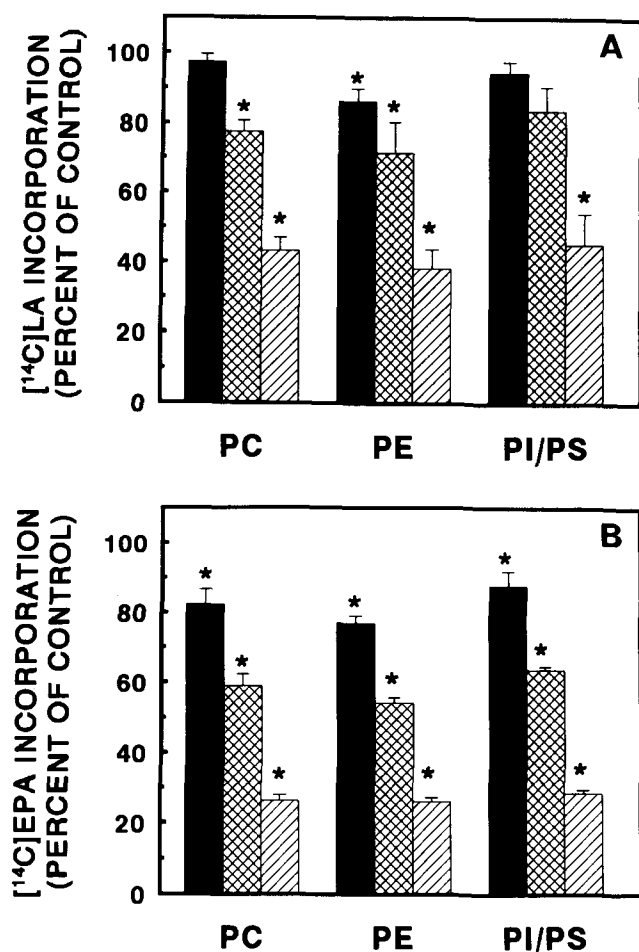 A
[¹⁴C]LA INCORPORATION
(PERCENT OF CONTROL)
100
80
60
40
20
0
*
*
*
*
*
*
PC
PE
PI/PS
B
[¹⁴C]EPA INCORPORATION
(PERCENT OF CONTROL)
100
80
60
40
20
0
*
*
*
*
*
*
*
*
*
PC
PE
PI/PS